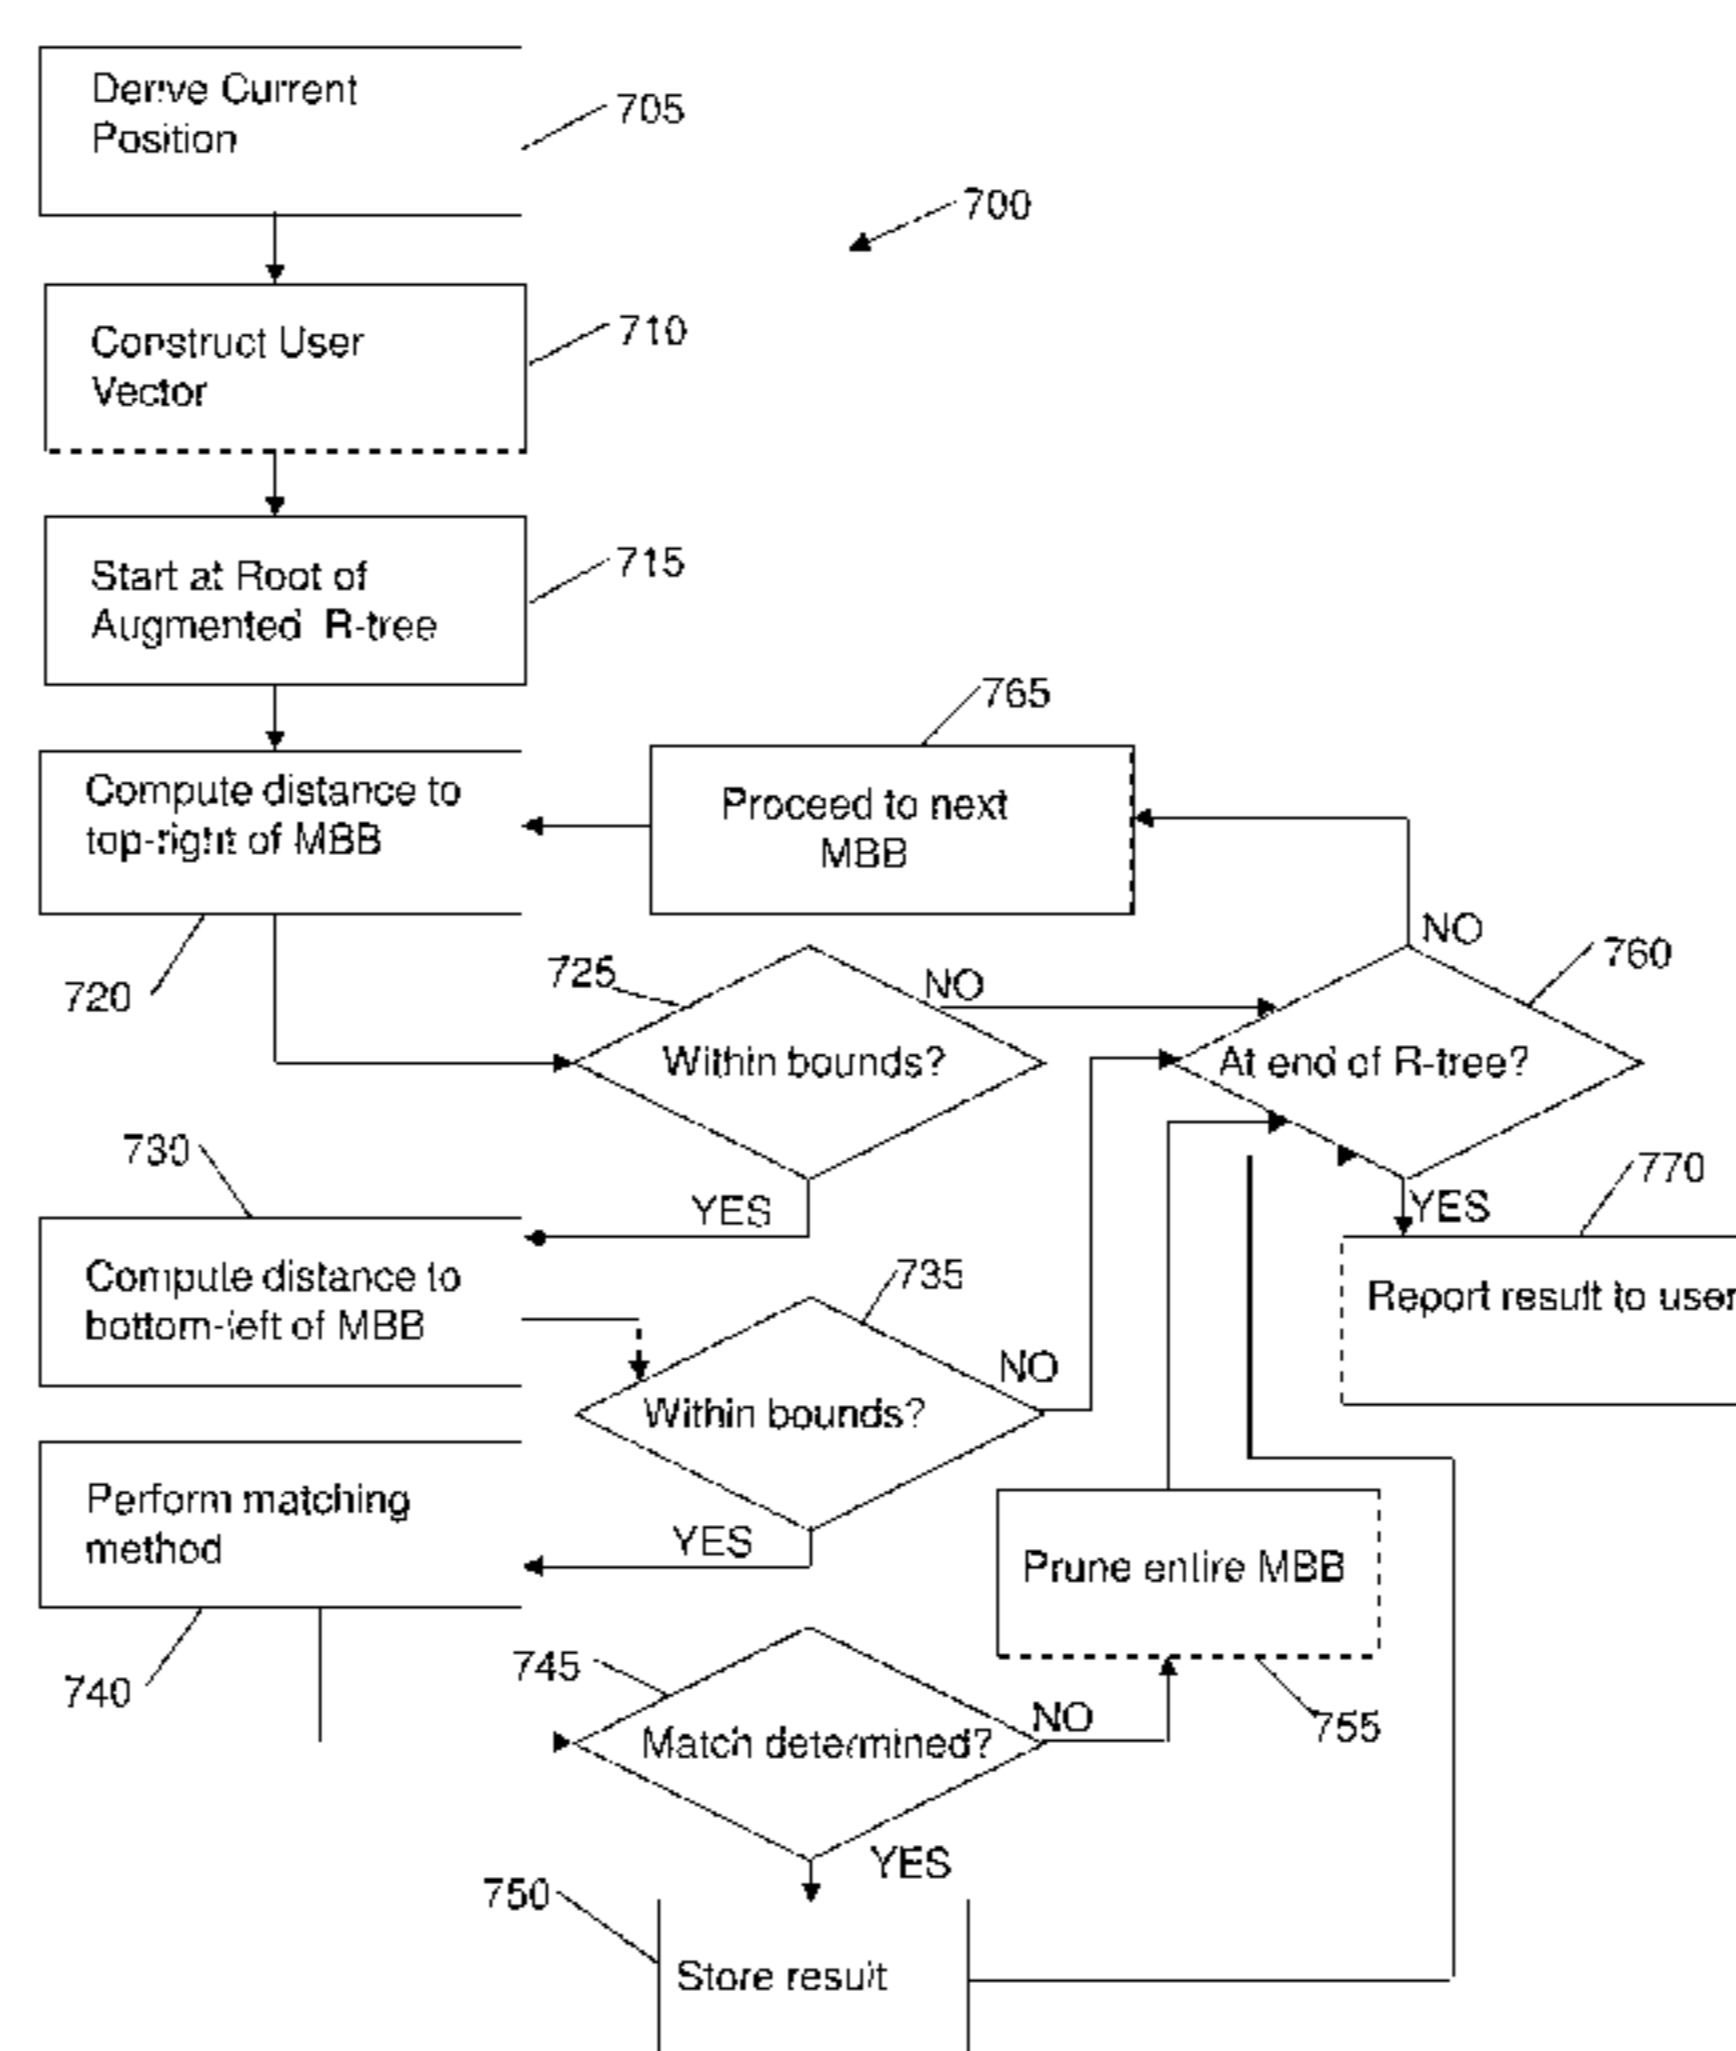 Derive Current
Position
705
700
Construct User
Vector
710
Start at Root of
Augmented R-tree
715
765
Compute distance to
top-right of MBB
Proceed to next
MBB
720
725
NO
NO
760
Within bounds?
At end of R-tree?
730
YES
YES
770
Compute distance to
bottom-left of MBB
735
Report result to user
NO
Within bounds?
Perform matching
method
YES
Prune entire MBB
740
745
NO
755
Match determined?
YES
750
Store result